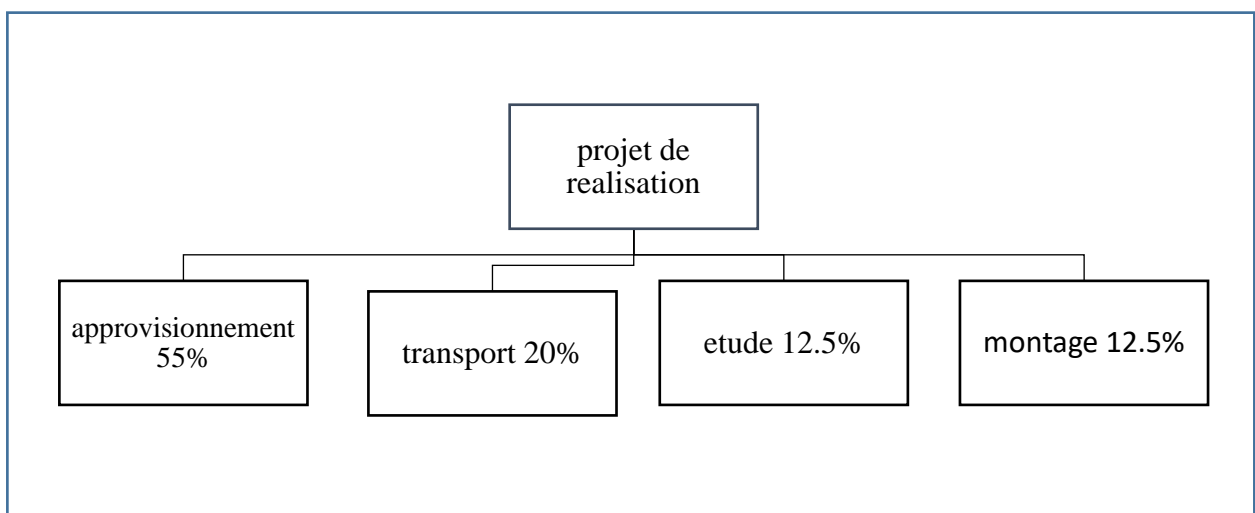 projet de
realisation
approvisionnement
55%
transport 20%
etude 12.5%
montage 12.5%